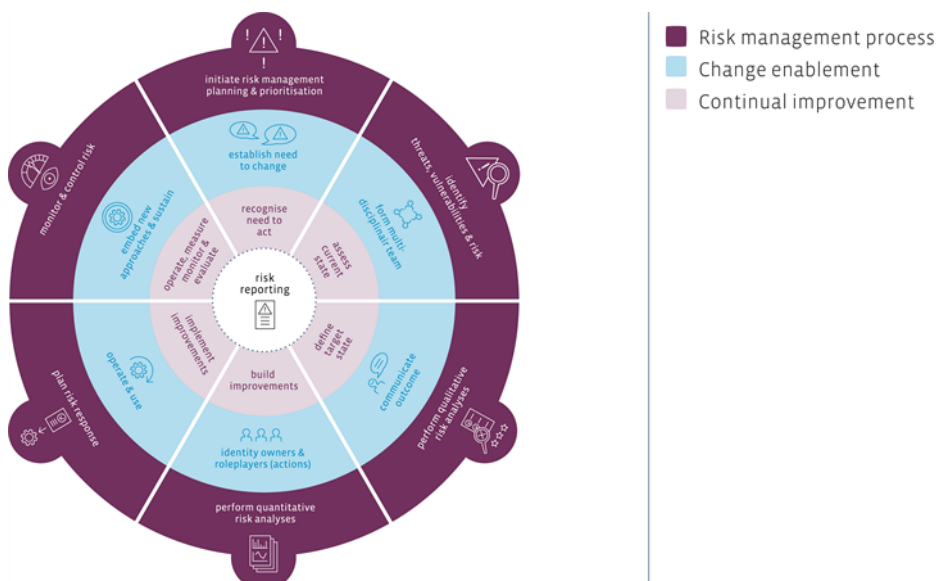 initiate risk management
planning & prioritisation
identify
threats, vulnerabilities & risk
perform qualitative
risk analyses
perform quantitative
risk analyses
plan risk response
monitor & control risk
establish need
to change
form multi-
disciplinair team
communicate
outcome
identity owners &
roleplayers (actions)
operate & use
embed new
approaches & sustain
recognise
need to
act
assess
current
state
define
target
state
build
improvements
implement
improvements
operate, measure
monitor &
evaluate
risk
reporting
Risk management process
Change enablement
Continual improvement